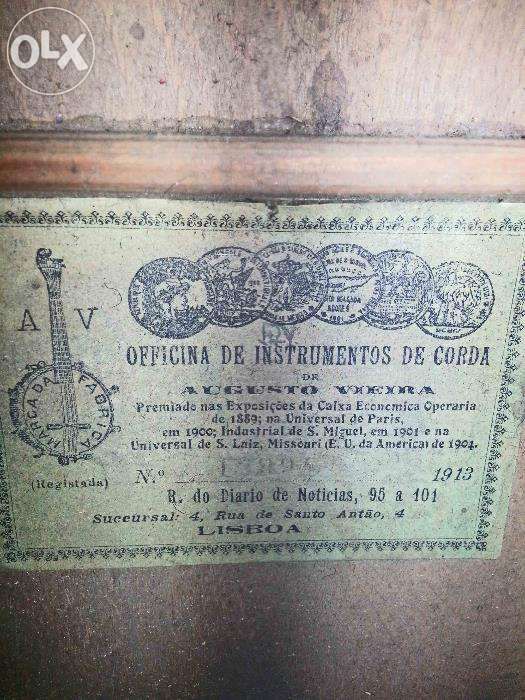 OLX
A V
MARCA DA FABRICA
(Registada)
OFFICINA DE INSTRUMENTOS DE CORDA
DE
AUGUSTO VIEIRA
Premiado nas Exposições da Caixa Economica Operaria
de 1889; na Universal de Paris,
em 1900; Industrial de S. Miguel, em 1901 e na
Universal de S. Luiz, Missouri (E. U. da America) de 1904.
N.º 1913
R. do Diario de Noticias, 95 a 101
Succursal: 4, Rua de Santo Antão, 4
LISBOA